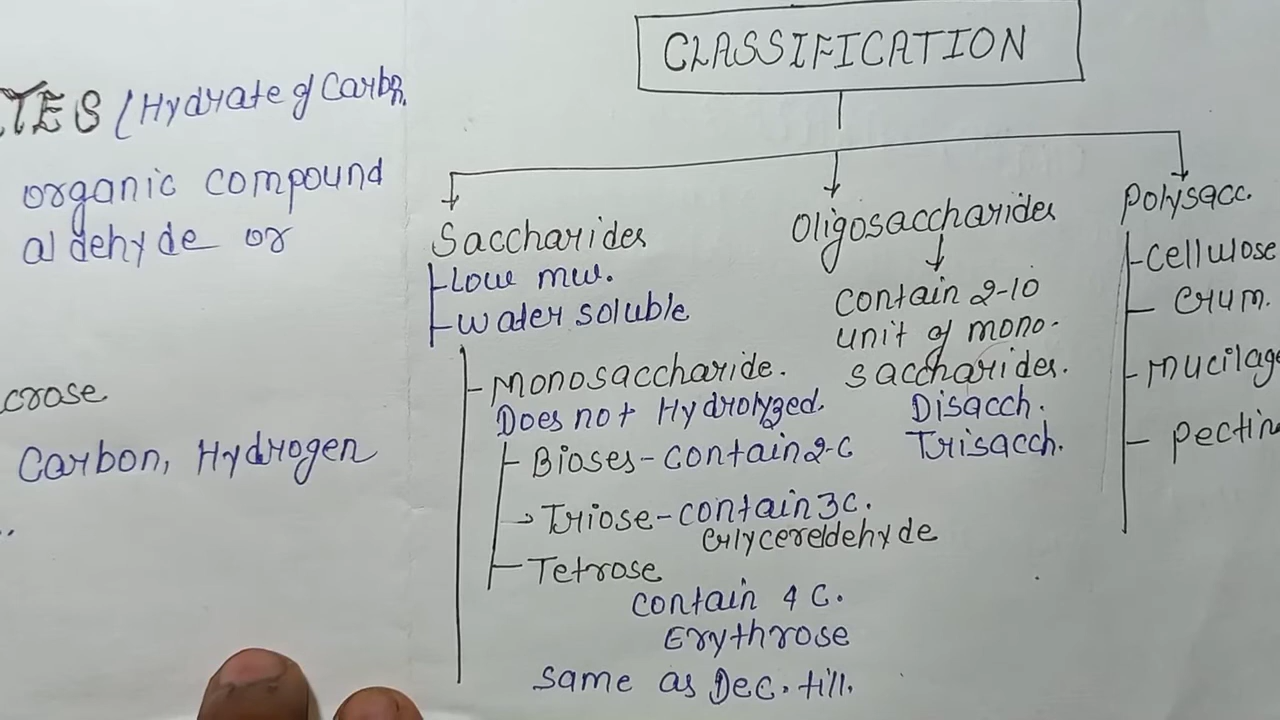 TES (Hydrate of Carbn.
organic compound
aldehyde or
crose
Carbon, Hydrogen
CLASSIFICATION
Saccharides
Low mw.
water soluble
Monosaccharide.
Does not Hydrolyzed.
Bioses-contain 2-C
Triose-contain 3c.
Glycereldehyde
Tetrose
contain 4 C.
Erythrose
Same as Dec. till.
Oligosaccharides
contain 2-10
unit of mono-
saccharides.
Disacch.
Trisacch.
Polysacc.
-cellulose
- Gum.
- Mucilage
- Pectin